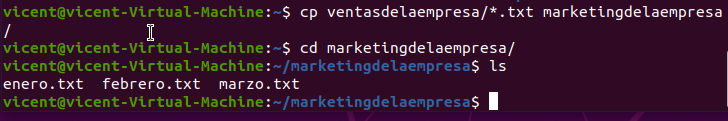 vicent@vicent-Virtual-Machine:~$ cp ventasdelaempresa/*.txt marketingdelaempresa
/
vicent@vicent-Virtual-Machine:~$ cd marketingdelaempresa/
vicent@vicent-Virtual-Machine:~/marketingdelaempresa$ ls
enero.txt  febrero.txt  marzo.txt
vicent@vicent-Virtual-Machine:~/marketingdelaempresa$